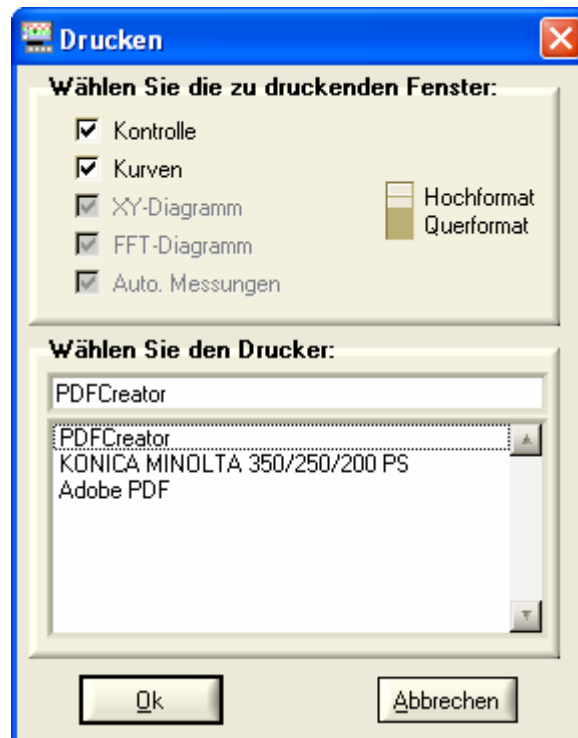 Drucken
Wählen Sie die zu druckenden Fenster:
Kontrolle
Kurven
XY-Diagramm
FFT-Diagramm
Auto. Messungen
Hochformat
Querformat
Wählen Sie den Drucker:
PDFCreator
PDFCreator
KONICA MINOLTA 350/250/200 PS
Adobe PDF
Ok
Abbrechen